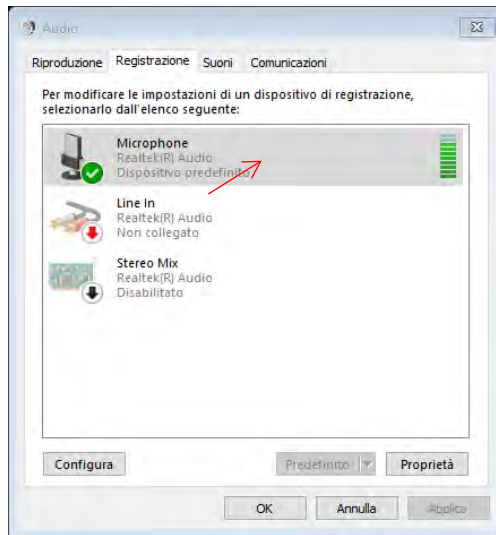 Audio
Riproduzione Registrazione Suoni Comunicazioni
Per modificare le impostazioni di un dispositivo di registrazione,
selezionarlo dall'elenco seguente:
Microphone
Realtek(R) Audio
Dispositivo predefinito
Line In
Realtek(R) Audio
Non collegato
Stereo Mix
Realtek(R) Audio
Disabilitato
Configura Predefinito Proprietà
OK Annulla Applica